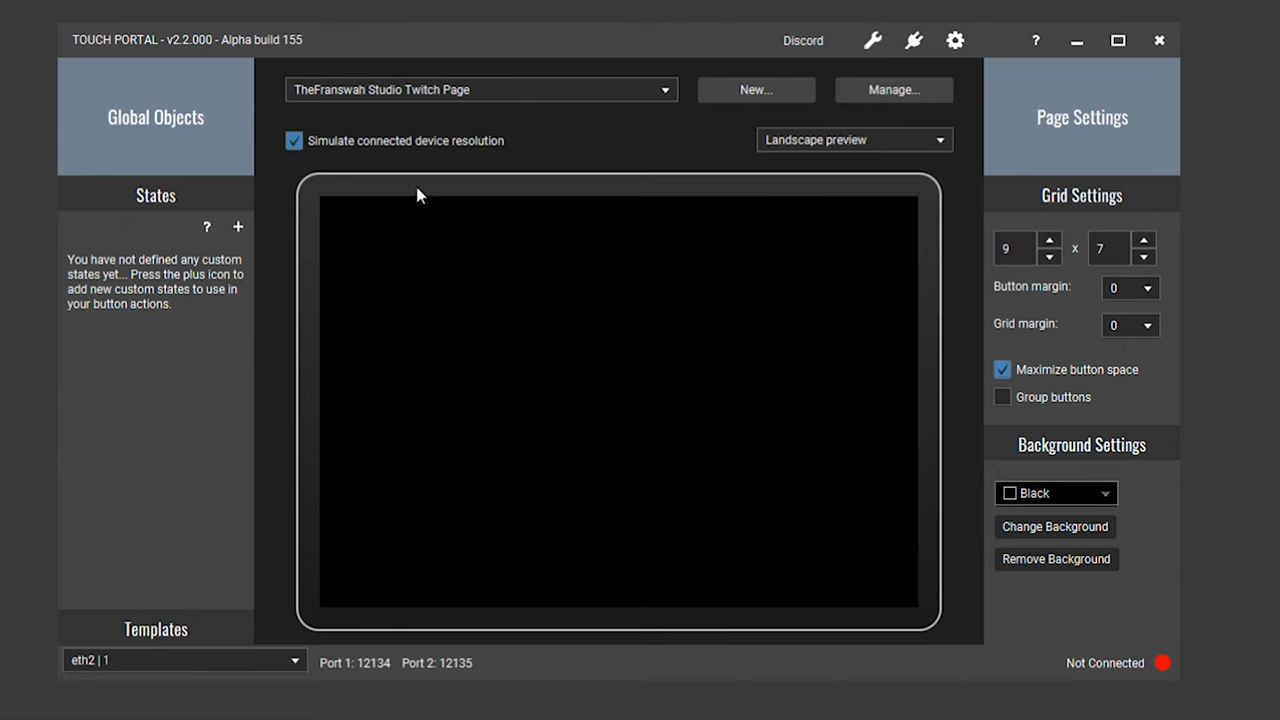 TOUCH PORTAL - v2.2.000 - Alpha build 155
Discord
?
Global Objects
TheFranswah Studio Twitch Page
New...
Manage...
Page Settings
Simulate connected device resolution
Landscape preview
States
? +
You have not defined any custom
states yet... Press the plus icon to
add new custom states to use in
your button actions.
Grid Settings
9 x 7
Button margin: 0
Grid margin: 0
Maximize button space
Group buttons
Background Settings
Black
Change Background
Remove Background
Templates
eth2 | 1
Port 1: 12134 Port 2: 12135
Not Connected